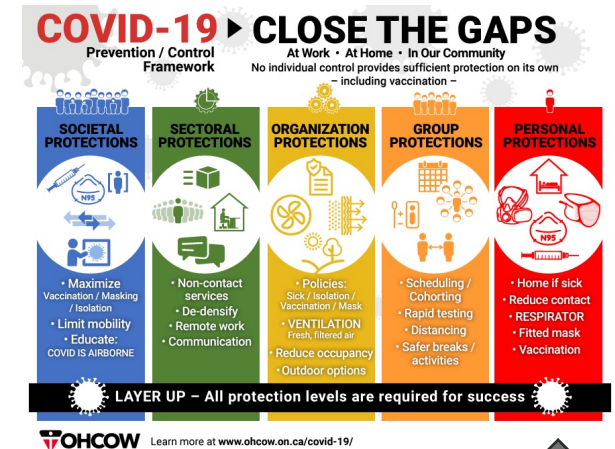 COVID-19 CLOSE THE GAPS
Prevention / Control
Framework
At Work • At Home • In Our Community
No individual control provides sufficient protection on its own
– including vaccination –
SOCIETAL
PROTECTIONS
N95
• Maximize
Vaccination / Masking
/ Isolation
• Limit mobility
• Educate:
COVID IS AIRBORNE
SECTORAL
PROTECTIONS
• Non-contact
services
• De-densify
• Remote work
• Communication
ORGANIZATION
PROTECTIONS
• Policies:
Sick / Isolation /
Vaccination / Mask
• VENTILATION
Fresh, filtered air
• Reduce occupancy
• Outdoor options
GROUP
PROTECTIONS
• Scheduling /
Cohorting
• Rapid testing
• Distancing
• Safer breaks /
activities
PERSONAL
PROTECTIONS
N95
• Home if sick
• Reduce contact
• RESPIRATOR
• Fitted mask
• Vaccination
LAYER UP – All protection levels are required for success
OHCOW Learn more at www.ohcow.on.ca/covid-19/